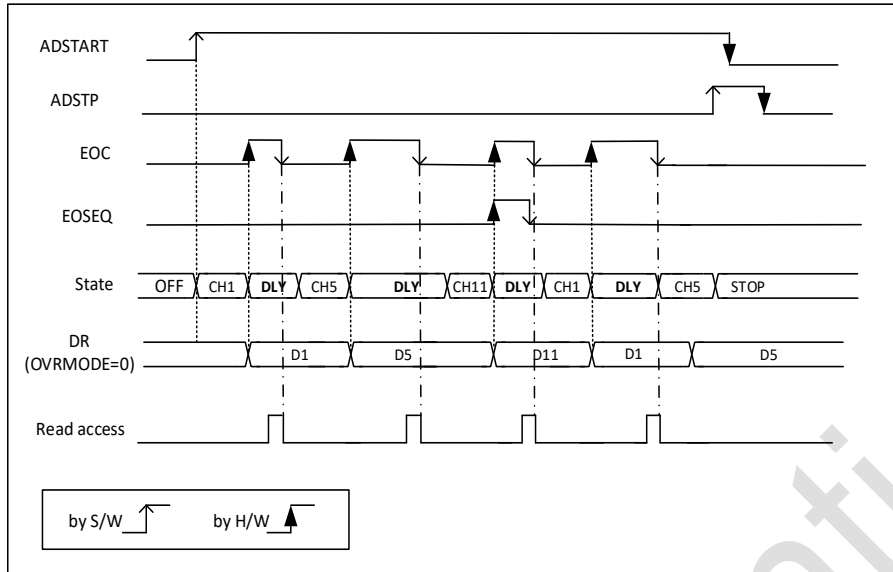 ADSTART
ADSTP
EOC
EOSEQ
State OFF CH1 DLY CH5 DLY CH11 DLY CH1 DLY CH5 STOP
DR
(OVRMODE=0) D1 D5 D11 D1 D5
Read access
by S/W by H/W